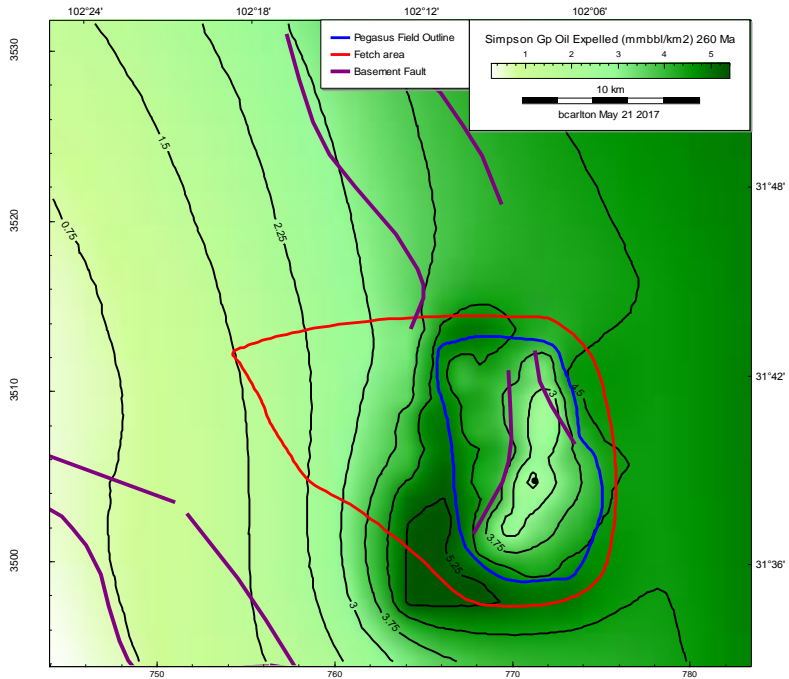 102°24' 102°18' 102°12' 102°06'
Pegasus Field Outline
Fetch area
Basement Fault
Simpson Gp Oil Expelled (mmbbl/km2) 260 Ma
1 2 3 4 5
10 km
bcarlton May 21 2017
3530
3520
3510
3500
31°48'
31°42'
31°36'
1.5
0.75
2.25
4.5
3
3.75
5.25
3
3.75
750 760 770 780